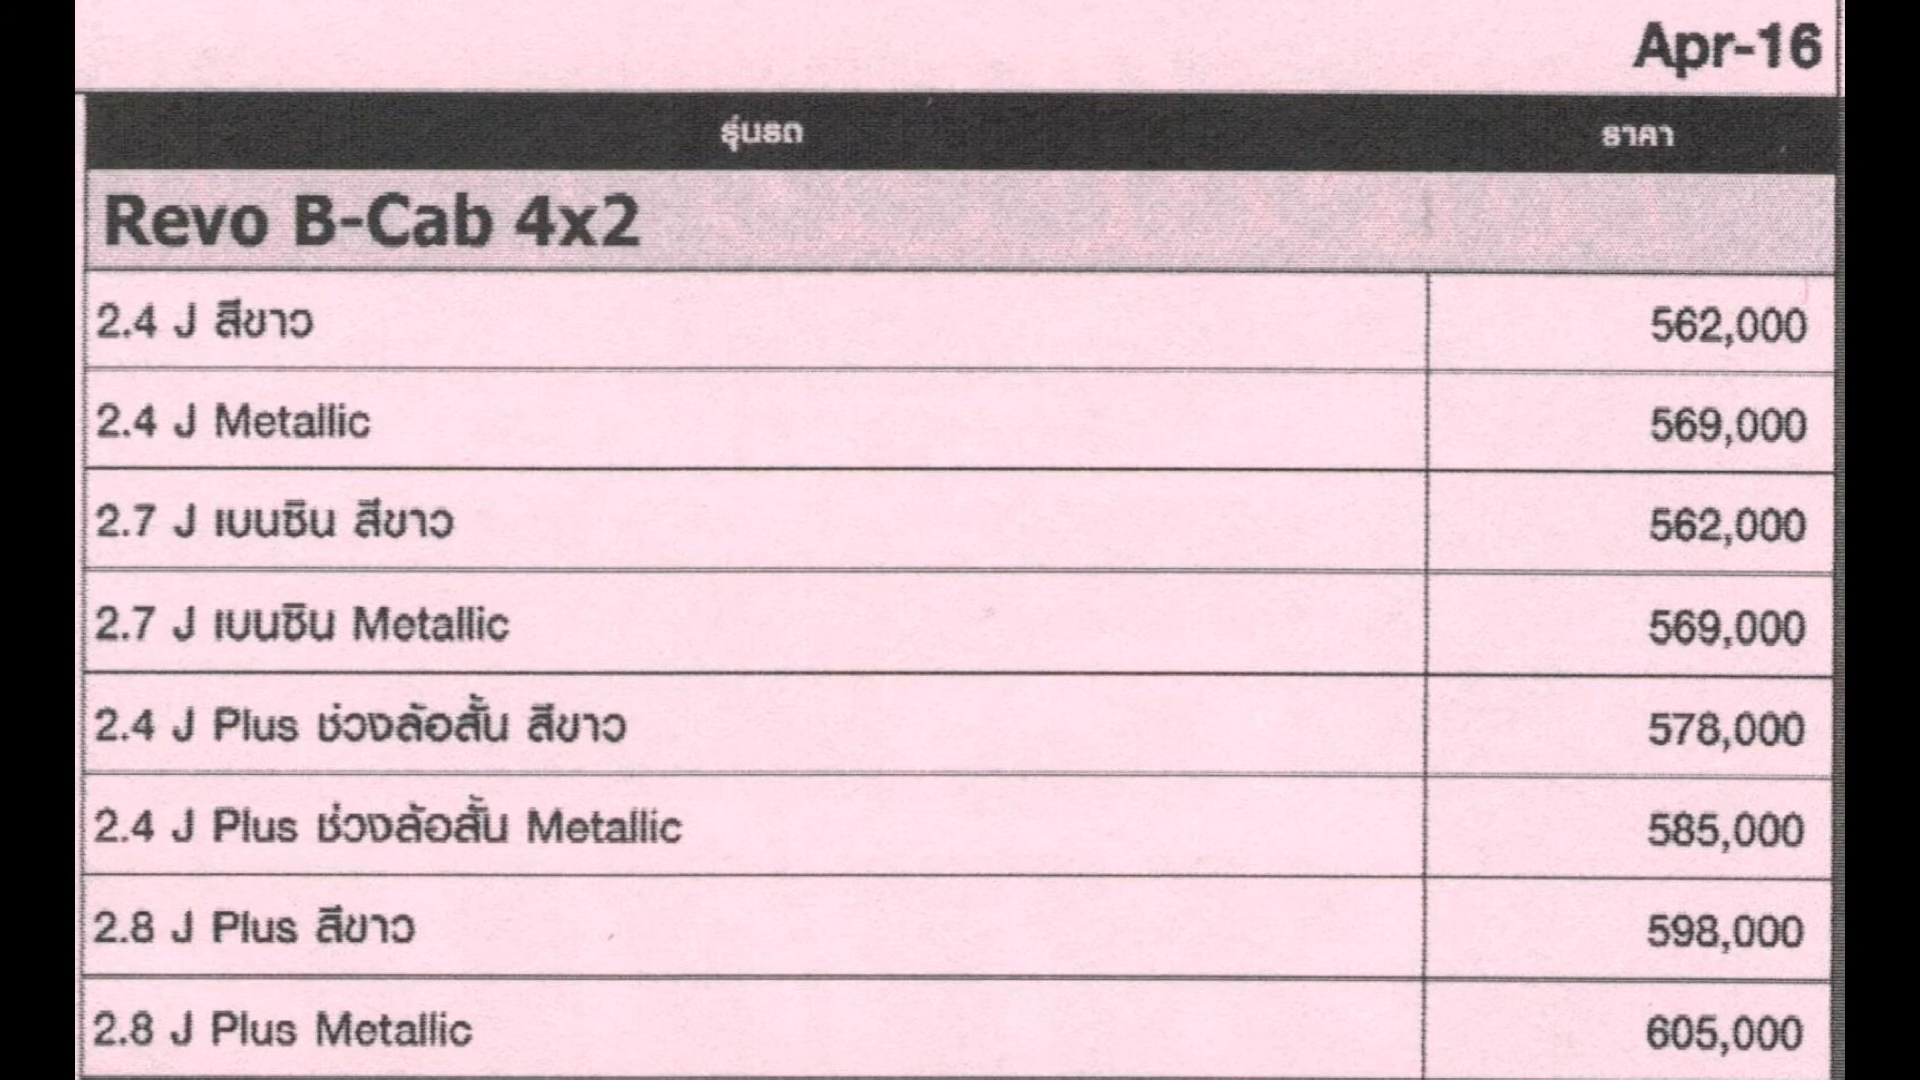 Apr-16
รุ่นรถ ราคา
Revo B-Cab 4x2
2.4 J สีขาว 562,000
2.4 J Metallic 569,000
2.7 J เบนซิน สีขาว 562,000
2.7 J เบนซิน Metallic 569,000
2.4 J Plus ช่วงล้อสั้น สีขาว 578,000
2.4 J Plus ช่วงล้อสั้น Metallic 585,000
2.8 J Plus สีขาว 598,000
2.8 J Plus Metallic 605,000